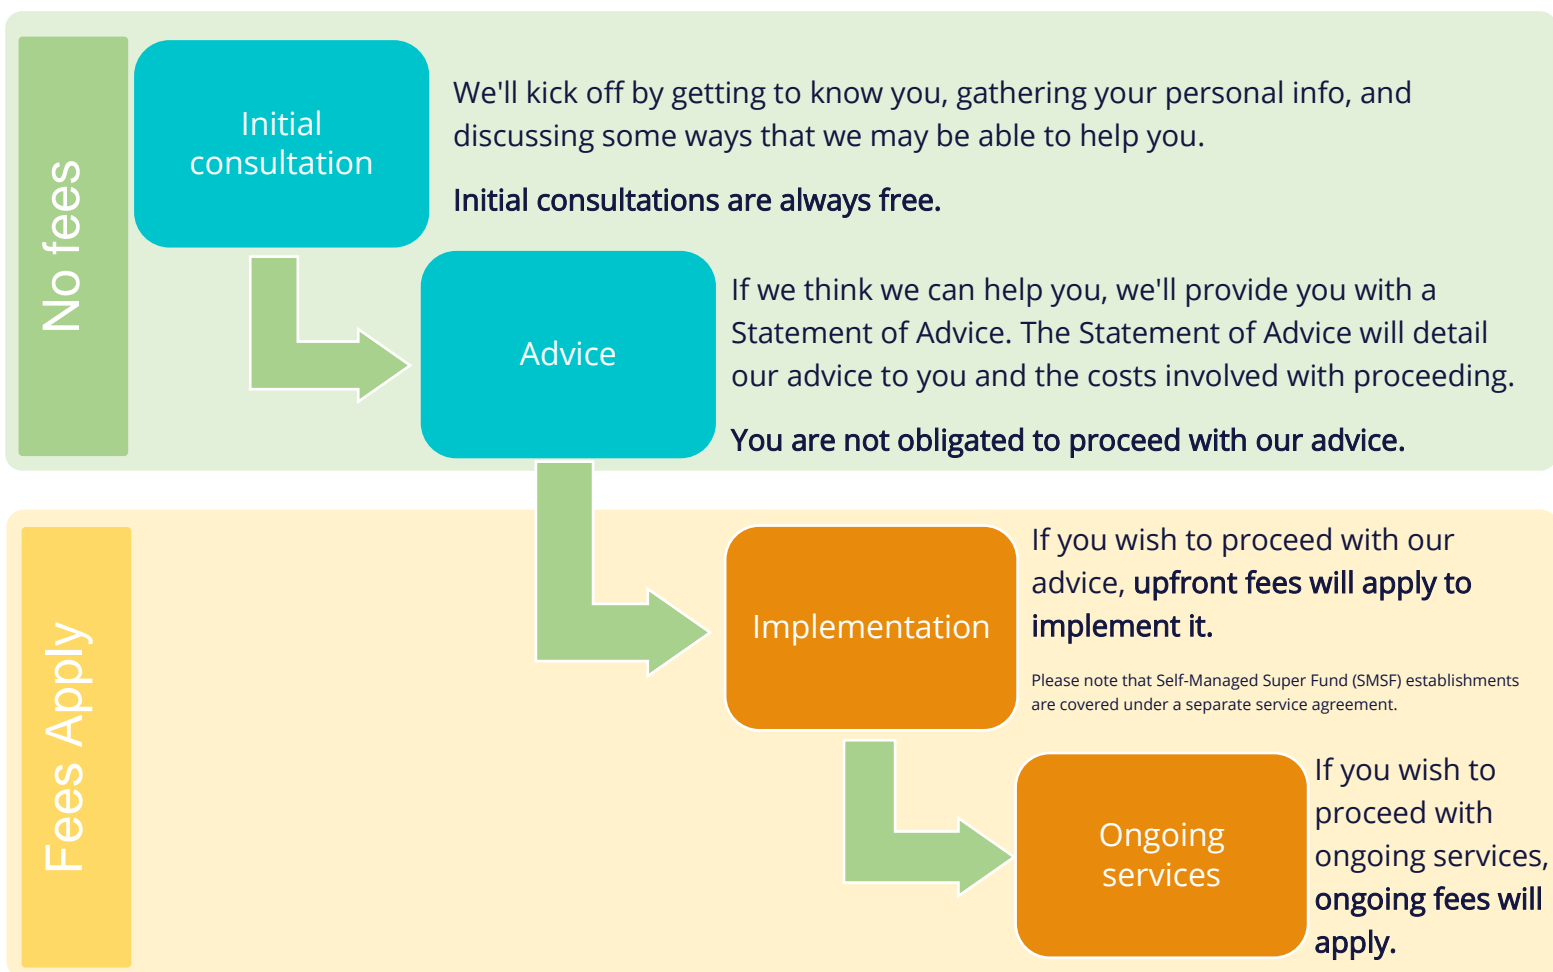 No fees
Initial
consultation
We'll kick off by getting to know you, gathering your personal info, and
discussing some ways that we may be able to help you.
Initial consultations are always free.
Advice
If we think we can help you, we'll provide you with a
Statement of Advice. The Statement of Advice will detail
our advice to you and the costs involved with proceeding.
You are not obligated to proceed with our advice.
Fees Apply
Implementation
If you wish to proceed with our
advice, upfront fees will apply to
implement it.
Please note that Self-Managed Super Fund (SMSF) establishments
are covered under a separate service agreement.
Ongoing
services
If you wish to
proceed with
ongoing services,
ongoing fees will
apply.